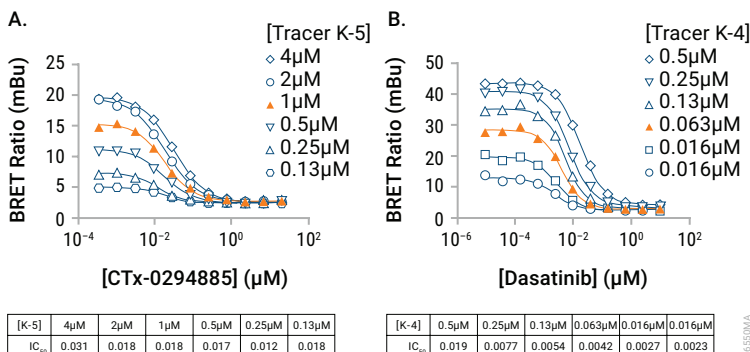 A.
[Tracer K-5]
4µM
2µM
1µM
0.5µM
0.25µM
0.13µM
BRET Ratio (mBu)
25
20
15
10
5
0
10⁻⁴ 10⁻² 10⁰ 10²
[CTx-0294885] (µM)
[K-5] 4µM 2µM 1µM 0.5µM 0.25µM 0.13µM
IC₅₀ 0.031 0.018 0.018 0.017 0.012 0.018
B.
[Tracer K-4]
0.5µM
0.25µM
0.13µM
0.063µM
0.016µM
0.016µM
BRET Ratio (mBu)
50
40
30
20
10
0
10⁻⁶ 10⁻⁴ 10⁻² 10⁰ 10²
[Dasatinib] (µM)
[K-4] 0.5µM 0.25µM 0.13µM 0.063µM 0.016µM 0.016µM
IC₅₀ 0.019 0.0077 0.0054 0.0042 0.0027 0.0023